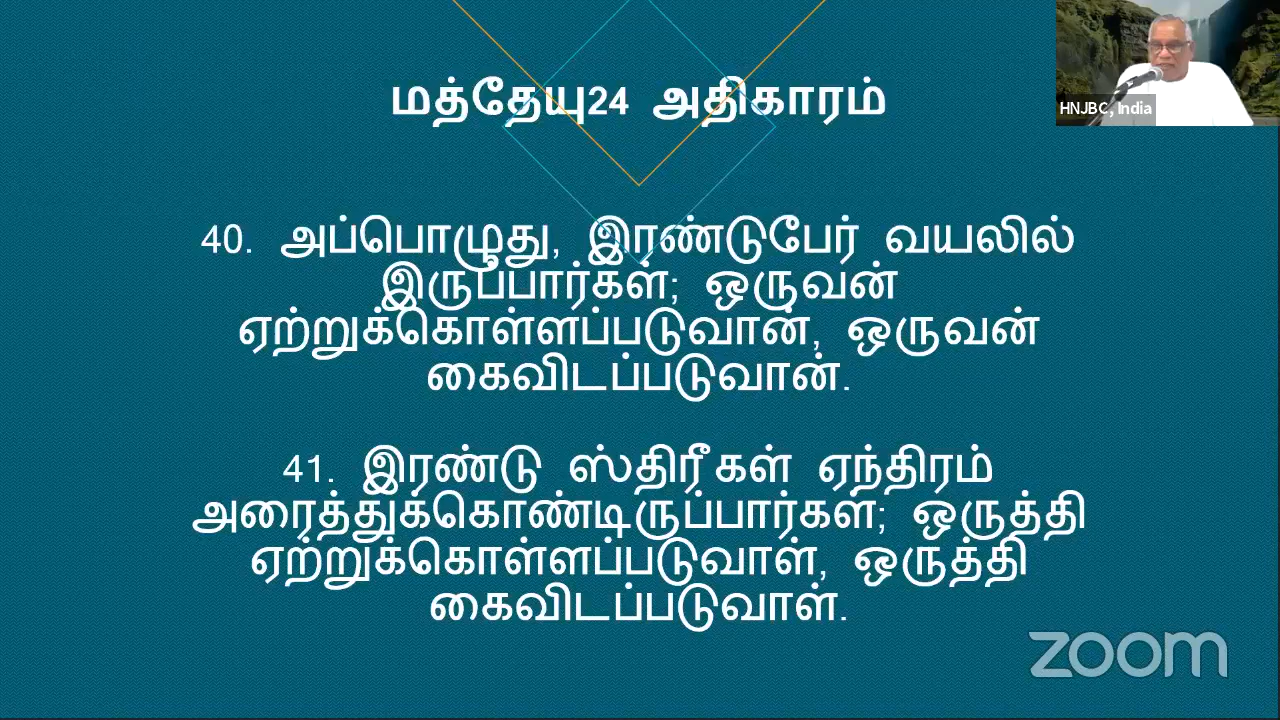 மத்தேயு24 அதிகாரம்
HNJBC, India
40. அப்பொழுது, இரண்டுபேர் வயலில்
இருப்பார்கள்; ஒருவன்
ஏற்றுக்கொள்ளப்படுவான், ஒருவன்
கைவிடப்படுவான்.
41. இரண்டு ஸ்திரீகள் ஏந்திரம்
அரைத்துக்கொண்டிருப்பார்கள்; ஒருத்தி
ஏற்றுக்கொள்ளப்படுவாள், ஒருத்தி
கைவிடப்படுவாள்.
zoom